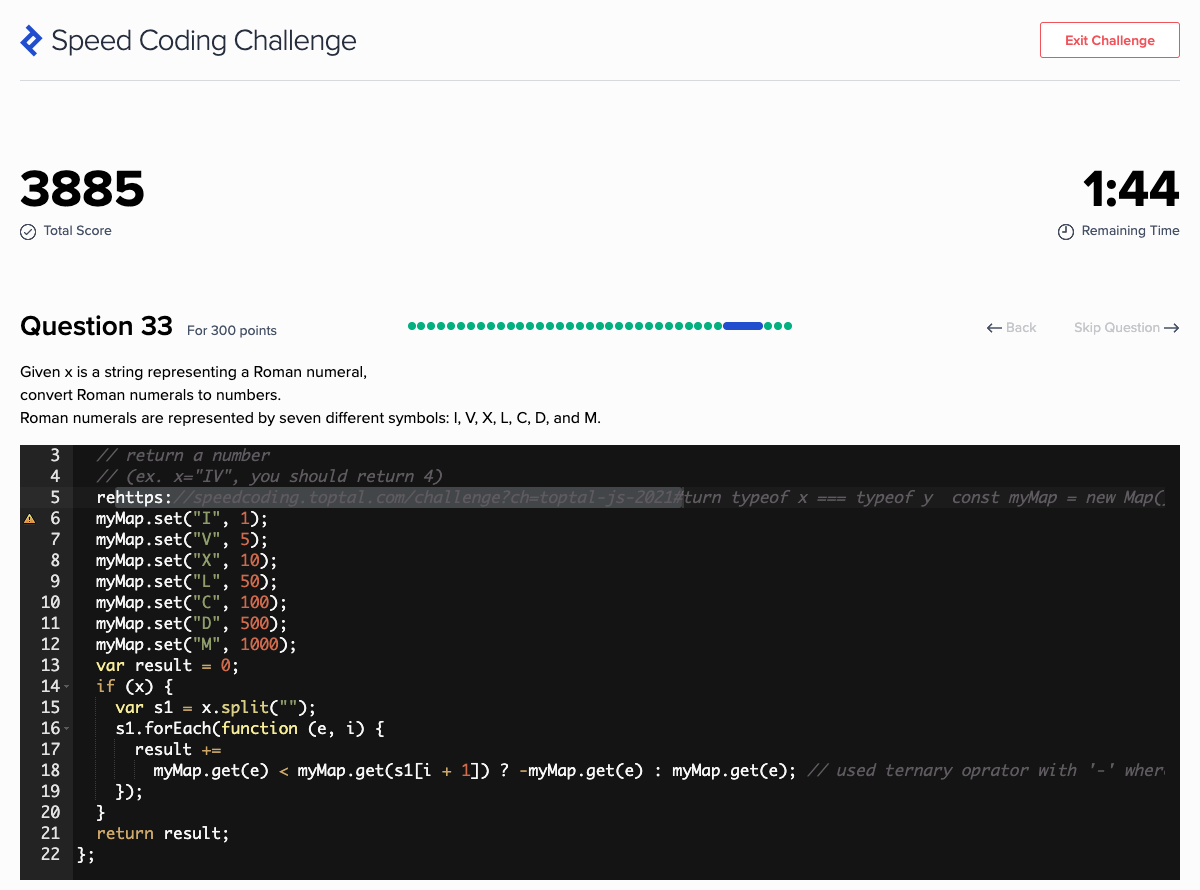 Speed Coding Challenge
Exit Challenge
3885
Total Score
1:44
Remaining Time
Question 33
For 300 points
Back
Skip Question
Given x is a string representing a Roman numeral,
convert Roman numerals to numbers.
Roman numerals are represented by seven different symbols: I, V, X, L, C, D, and M.
3 // return a number
4 // (ex. x="IV", you should return 4)
5 rehttps://speedcoding.toptal.com/challenge?ch=toptal-js-2021#turn typeof x === typeof y  const myMap = new Map(
6 myMap.set("I", 1);
7 myMap.set("V", 5);
8 myMap.set("X", 10);
9 myMap.set("L", 50);
10 myMap.set("C", 100);
11 myMap.set("D", 500);
12 myMap.set("M", 1000);
13 var result = 0;
14 if (x) {
15 var s1 = x.split("");
16 s1.forEach(function (e, i) {
17 result +=
18 myMap.get(e) < myMap.get(s1[i + 1]) ? -myMap.get(e) : myMap.get(e); // used ternary oprator with '-' wher
19 });
20 }
21 return result;
22 };